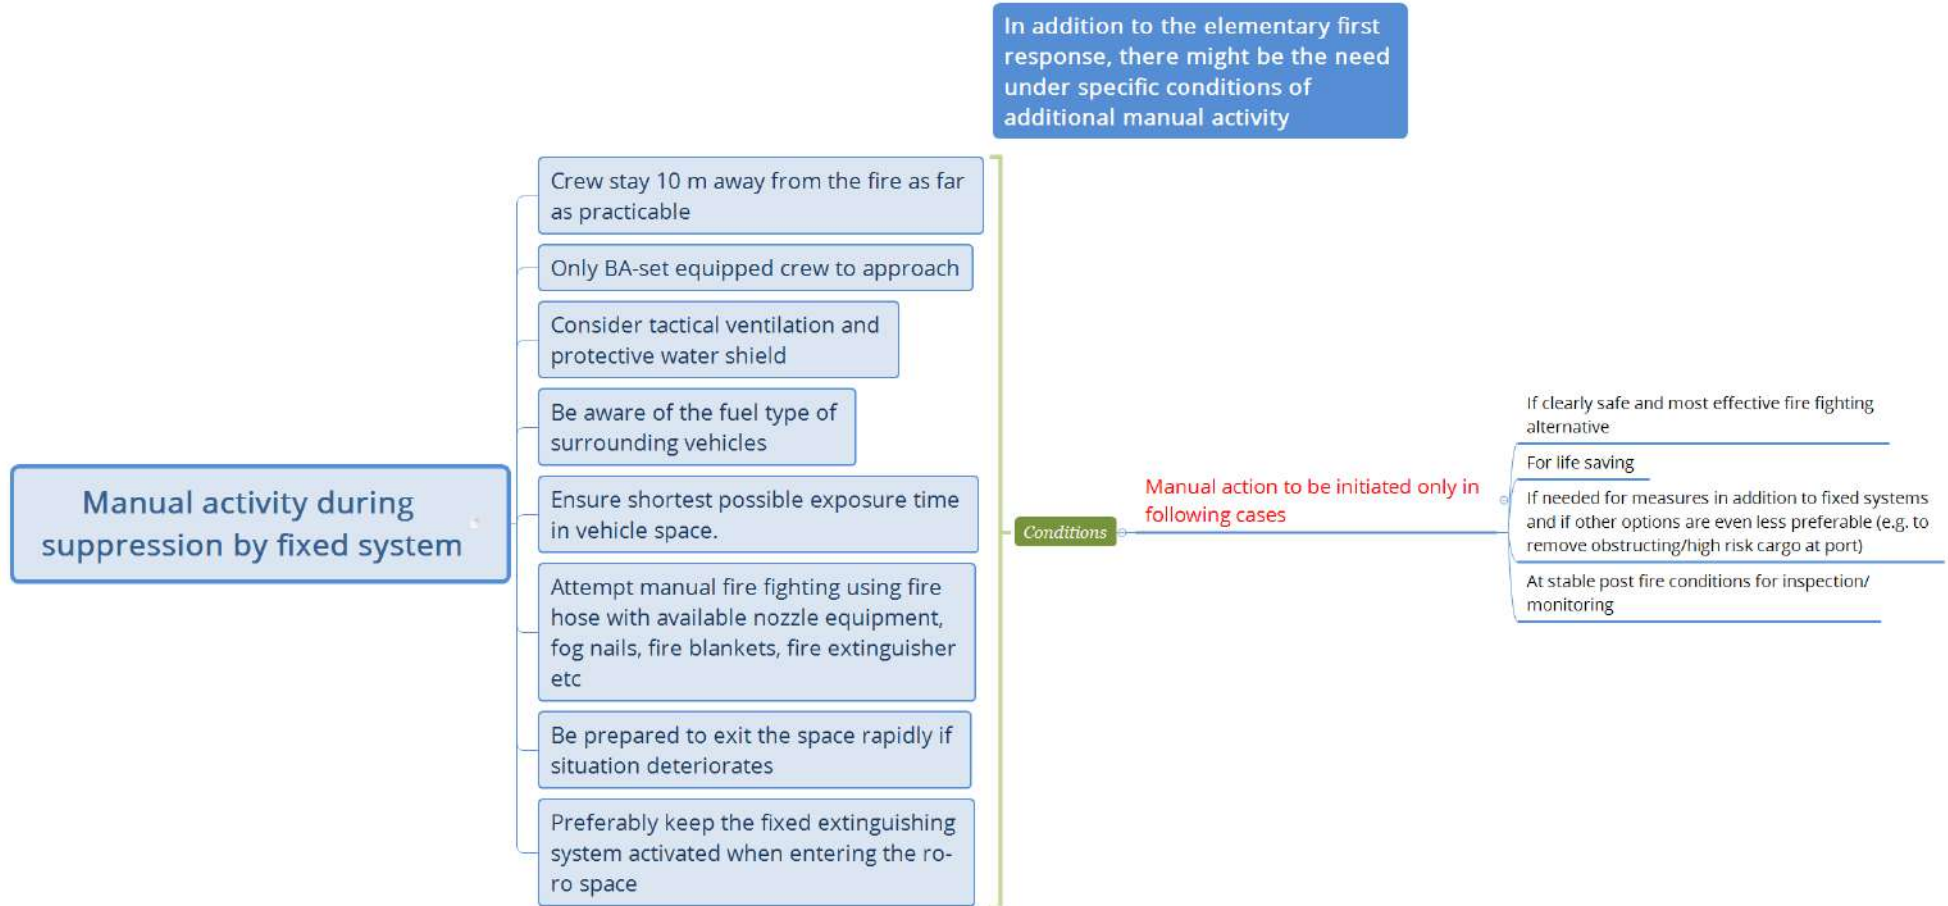 In addition to the elementary first
response, there might be the need
under specific conditions of
additional manual activity
Manual activity during
suppression by fixed system
Crew stay 10 m away from the fire as far
as practicable
Only BA-set equipped crew to approach
Consider tactical ventilation and
protective water shield
Be aware of the fuel type of
surrounding vehicles
Ensure shortest possible exposure time
in vehicle space.
Attempt manual fire fighting using fire
hose with available nozzle equipment,
fog nails, fire blankets, fire extinguisher
etc
Be prepared to exit the space rapidly if
situation deteriorates
Preferably keep the fixed extinguishing
system activated when entering the ro-
ro space
Conditions
Manual action to be initiated only in
following cases
If clearly safe and most effective fire fighting
alternative
For life saving
If needed for measures in addition to fixed systems
and if other options are even less preferable (e.g. to
remove obstructing/high risk cargo at port)
At stable post fire conditions for inspection/
monitoring